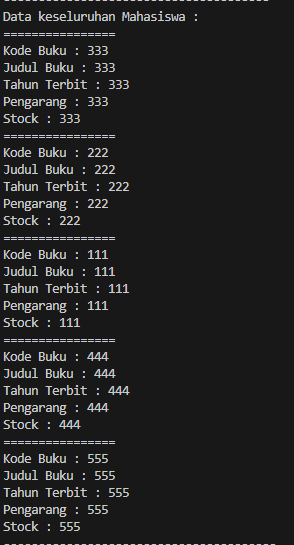 Data keseluruhan Mahasiswa :
================
Kode Buku : 333
Judul Buku : 333
Tahun Terbit : 333
Pengarang : 333
Stock : 333
================
Kode Buku : 222
Judul Buku : 222
Tahun Terbit : 222
Pengarang : 222
Stock : 222
================
Kode Buku : 111
Judul Buku : 111
Tahun Terbit : 111
Pengarang : 111
Stock : 111
================
Kode Buku : 444
Judul Buku : 444
Tahun Terbit : 444
Pengarang : 444
Stock : 444
================
Kode Buku : 555
Judul Buku : 555
Tahun Terbit : 555
Pengarang : 555
Stock : 555